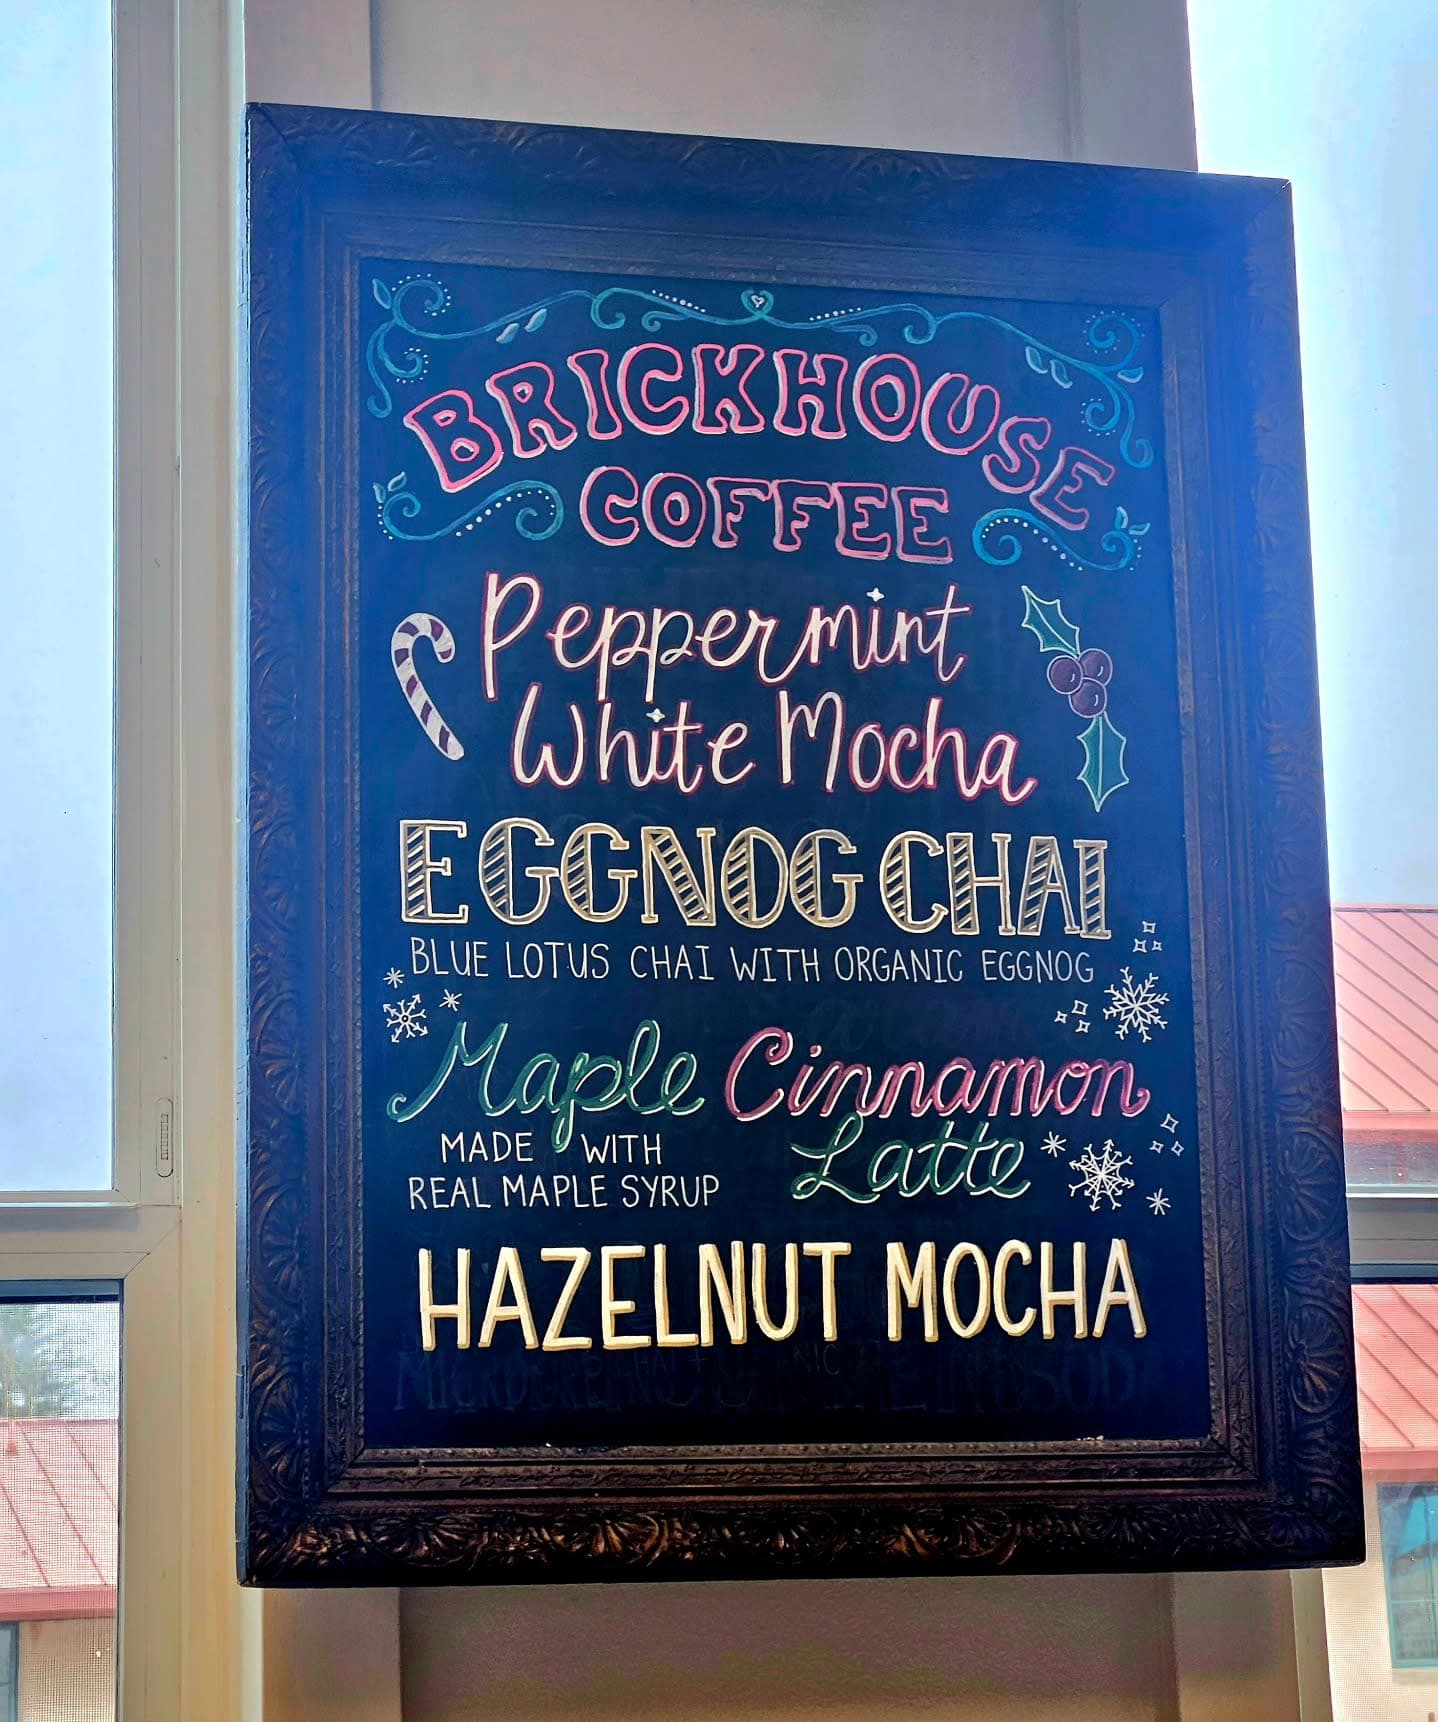 BRICKHOUSE
COFFEE
Peppermint
White Mocha
EGGNOG CHAI
BLUE LOTUS CHAI WITH ORGANIC EGGNOG
Maple Cinnamon
Latte
MADE WITH
REAL MAPLE SYRUP
HAZELNUT MOCHA